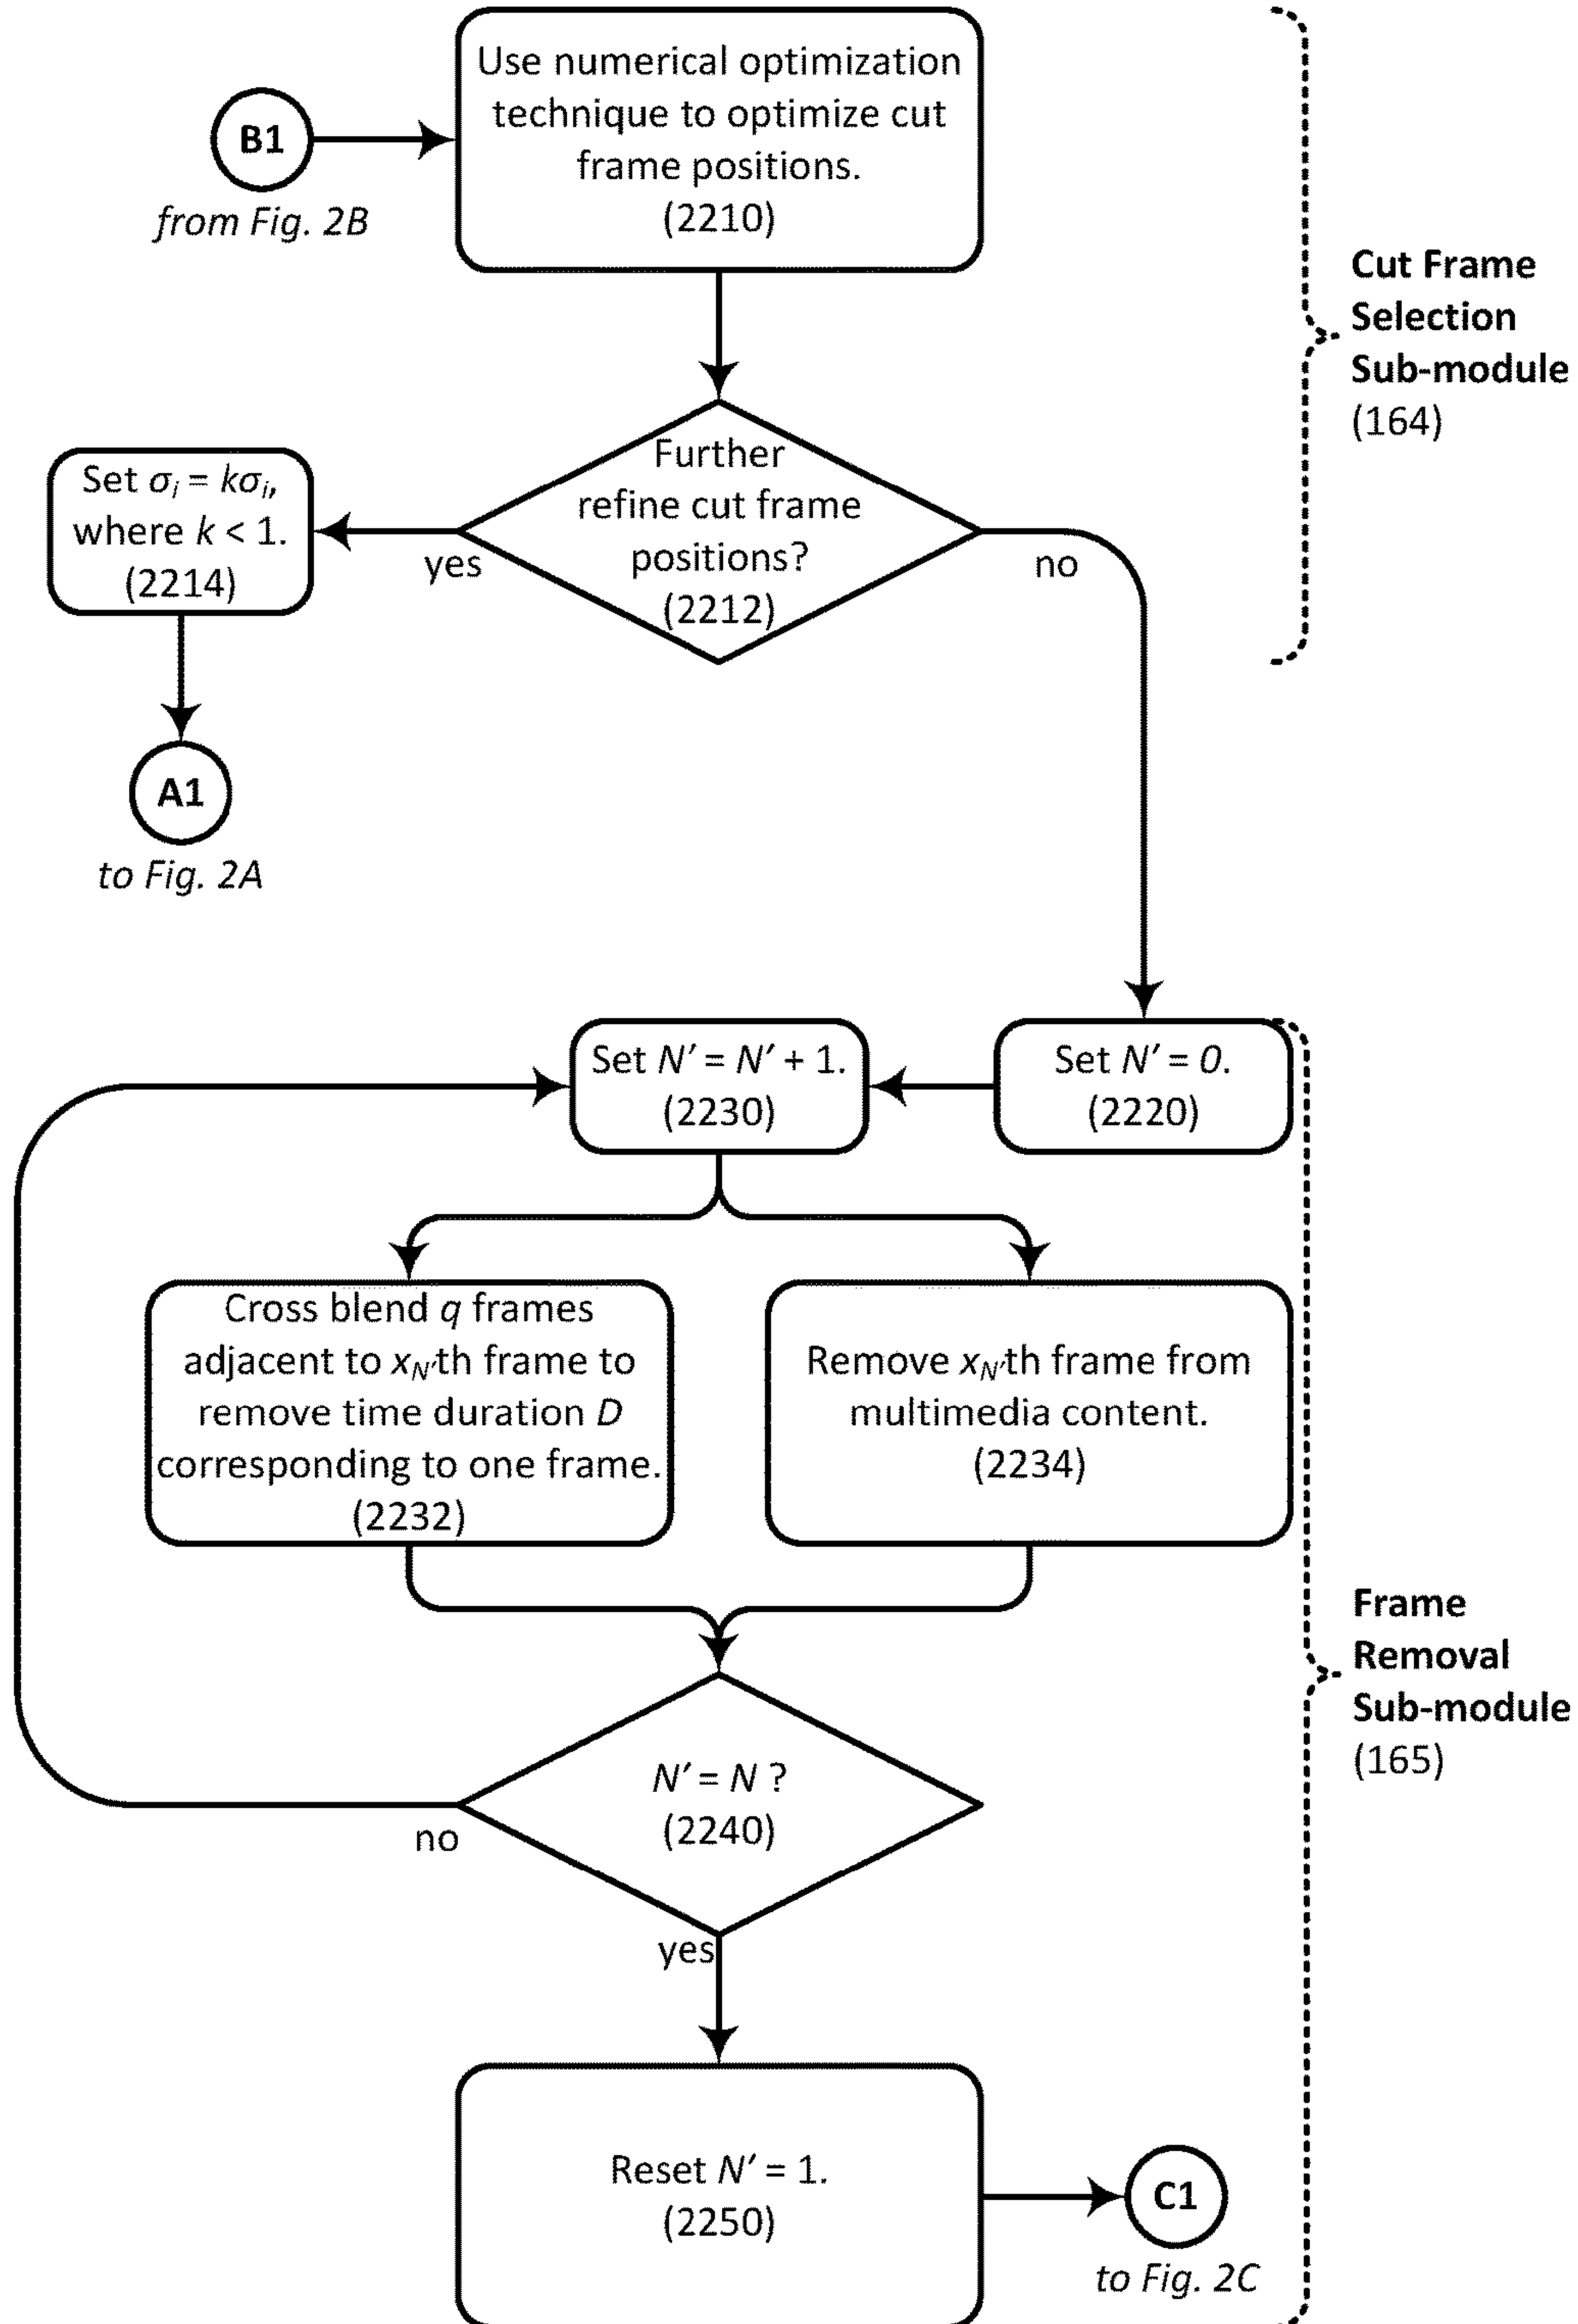 Use numerical optimization
technique to optimize cut
frame positions.
(2210)
B1
from Fig. 2B
Cut Frame
Selection
Sub-module
(164)
Further
refine cut frame
positions?
(2212)
yes
no
Set σi = kσi,
where k < 1.
(2214)
A1
to Fig. 2A
Set N′ = N′ + 1.
(2230)
Set N′ = 0.
(2220)
Cross blend q frames
adjacent to xN′th frame to
remove time duration D
corresponding to one frame.
(2232)
Remove xN′th frame from
multimedia content.
(2234)
Frame
Removal
Sub-module
(165)
N′ = N ?
(2240)
no
yes
Reset N′ = 1.
(2250)
C1
to Fig. 2C